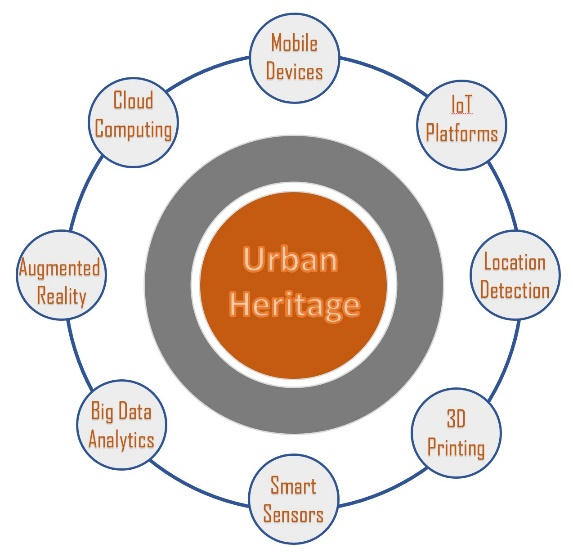 Mobile
Devices
IoT
Platforms
Location
Detection
3D
Printing
Smart
Sensors
Big Data
Analytics
Augmented
Reality
Cloud
Computing
Urban
Heritage